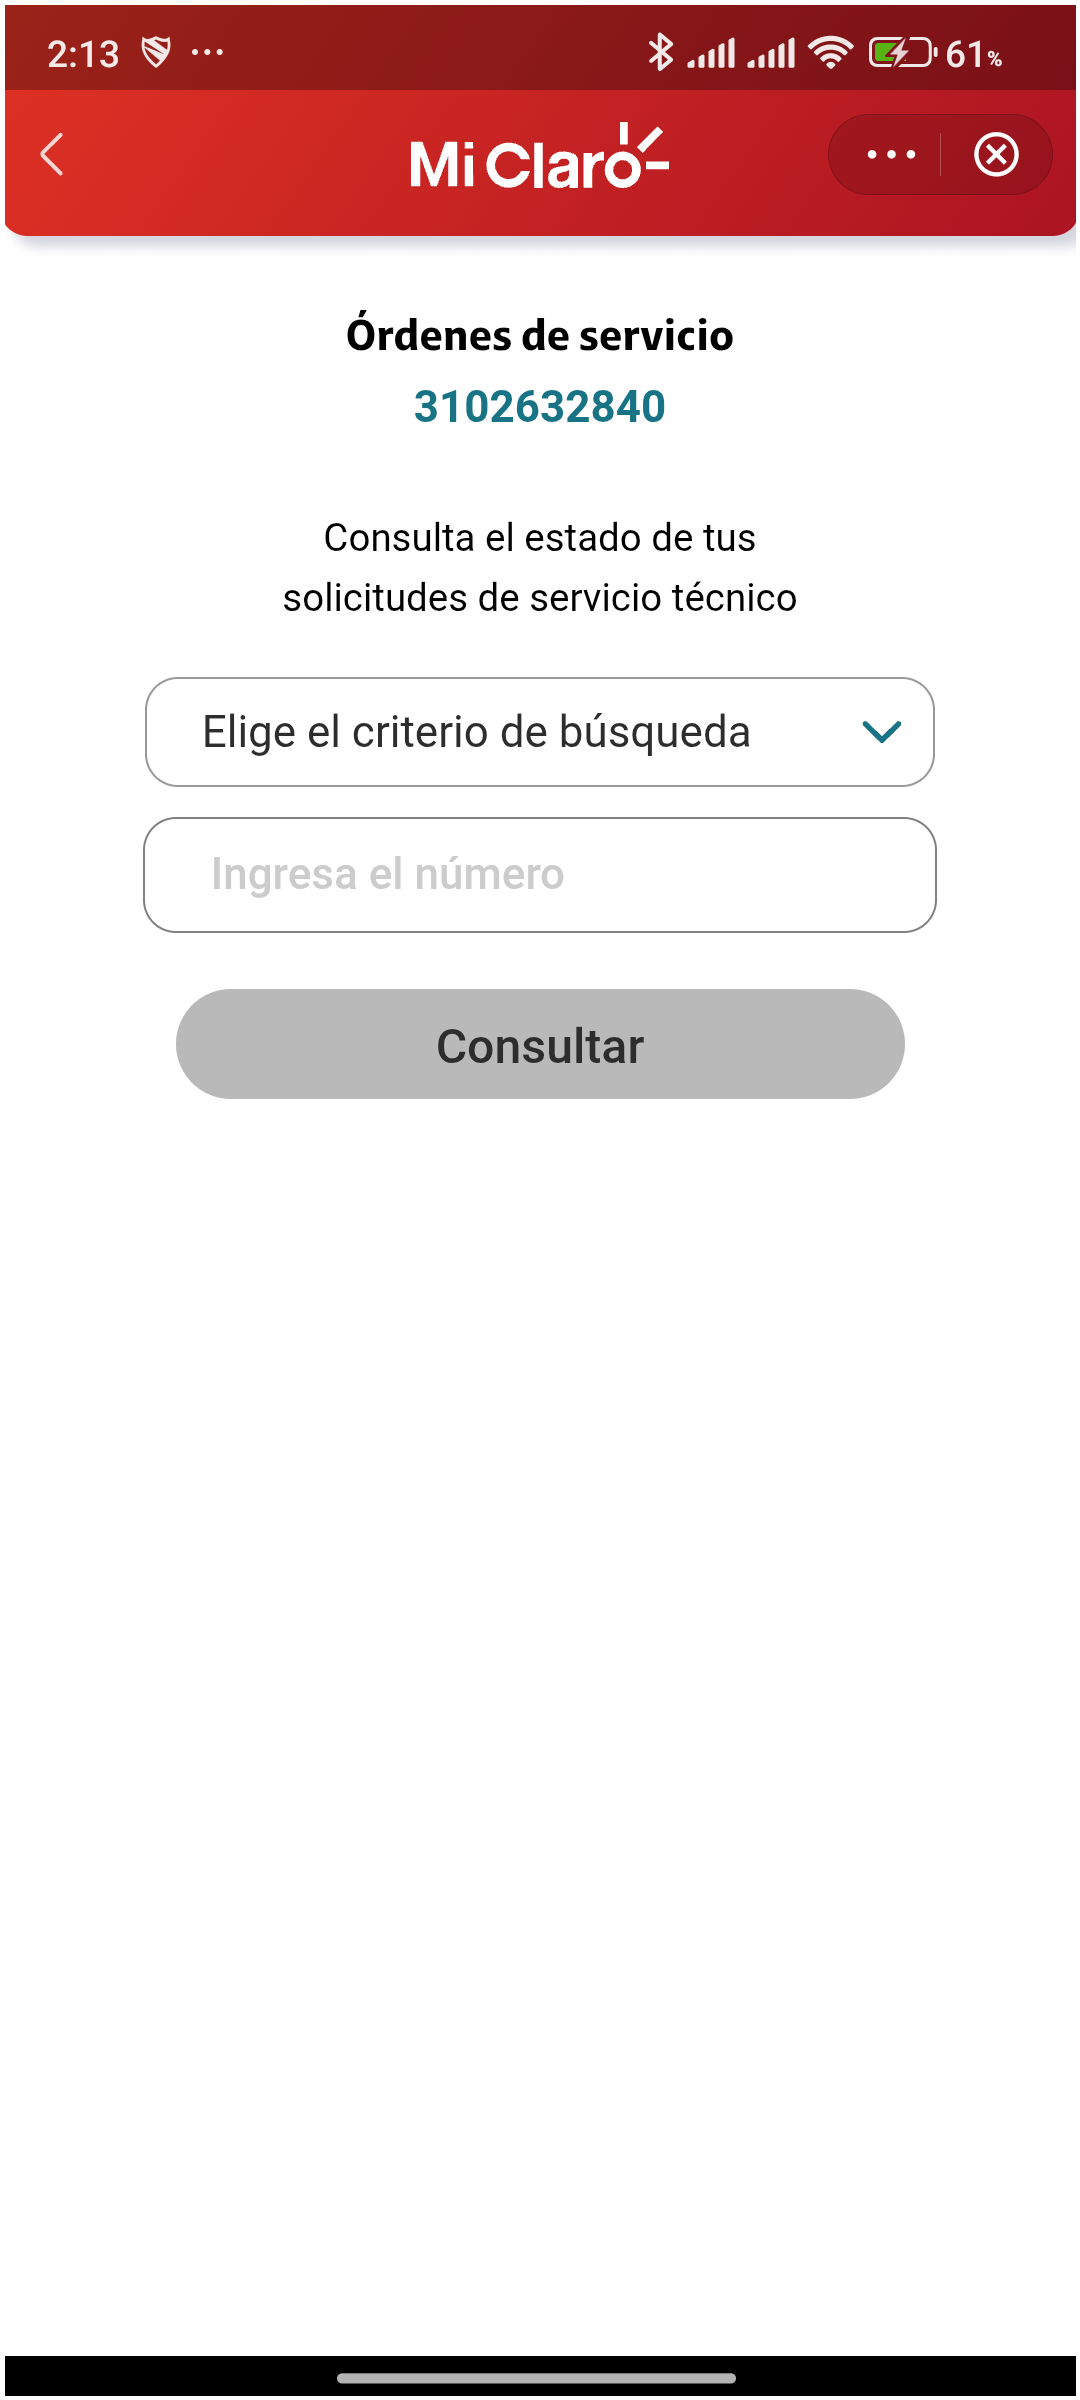 2:13
61%
Mi Claro
Órdenes de servicio
3102632840
Consulta el estado de tus
solicitudes de servicio técnico
Elige el criterio de búsqueda
Ingresa el número
Consultar